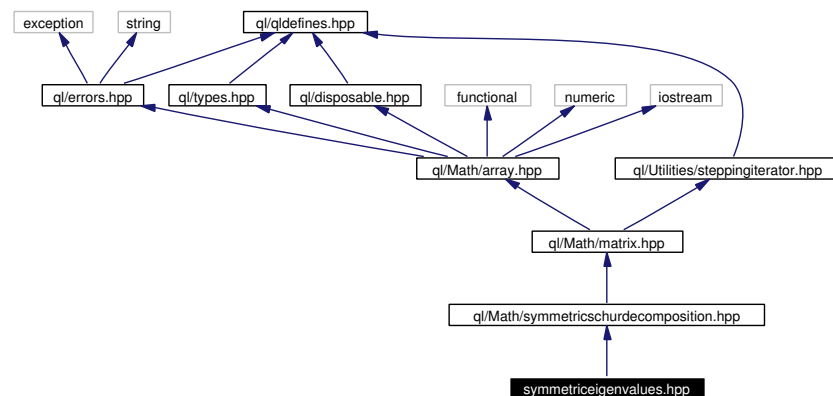 exception
string
ql/qldefines.hpp
ql/errors.hpp
ql/types.hpp
ql/disposable.hpp
functional
numeric
iostream
ql/Math/array.hpp
ql/Utilities/steppingiterator.hpp
ql/Math/matrix.hpp
ql/Math/symmetricschurdecomposition.hpp
symmetriceigenvalues.hpp